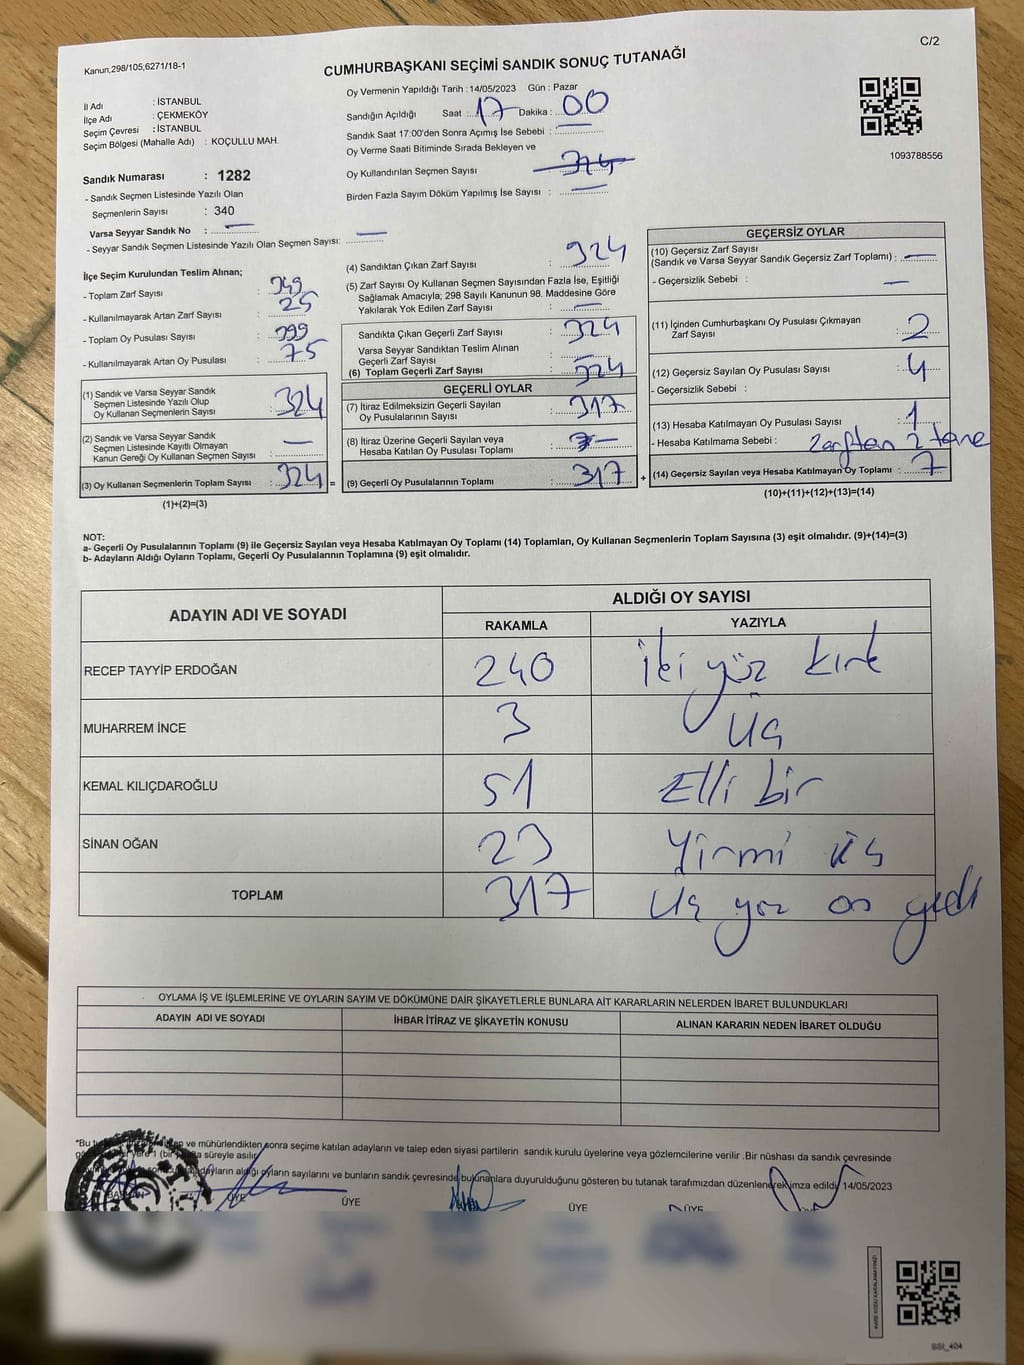 C/2
Kanun,298/105,6271/18-1
CUMHURBAŞKANI SEÇİMİ SANDIK SONUÇ TUTANAĞI
İl Adı : İSTANBUL
İlçe Adı : ÇEKMEKÖY
Seçim Çevresi : İSTANBUL
Seçim Bölgesi (Mahalle Adı) : KOÇULLU MAH.
Sandık Numarası : 1282
- Sandık Seçmen Listesinde Yazılı Olan
Seçmenlerin Sayısı : 340
Varsa Seyyar Sandık No : —
- Seyyar Sandık Seçmen Listesinde Yazılı Olan Seçmen Sayısı: —
Oy Vermenin Yapıldığı Tarih : 14/05/2023 Gün : Pazar
Sandığın Açıldığı Saat : 17 Dakika : 00
Sandık Saat 17:00'den Sonra Açımış İse Sebebi : —
Oy Verme Saati Bitiminde Sırada Bekleyen ve
Oy Kullandırılan Seçmen Sayısı 324
Birden Fazla Sayım Döküm Yapılmış İse Sayısı : —
1093788556
İlçe Seçim Kurulundan Teslim Alınan;
- Toplam Zarf Sayısı : 349
- Kullanılmayarak Artan Zarf Sayısı : 25
- Toplam Oy Pusulası Sayısı : 399
- Kullanılmayarak Artan Oy Pusulası : 75
(1) Sandık ve Varsa Seyyar Sandık
Seçmen Listesinde Yazılı Olup
Oy Kullanan Seçmenlerin Sayısı : 324
(2) Sandık ve Varsa Seyyar Sandık
Seçmen Listesinde Kayıtlı Olmayan
Kanun Gereği Oy Kullanan Seçmen Sayısı : —
(3) Oy Kullanan Seçmenlerin Toplam Sayısı : 324 =
(1)+(2)=(3)
(4) Sandıktan Çıkan Zarf Sayısı : 324
(5) Zarf Sayısı Oy Kullanan Seçmen Sayısından Fazla İse, Eşitliği
Sağlamak Amacıyla; 298 Sayılı Kanunun 98. Maddesine Göre
Yakılarak Yok Edilen Zarf Sayısı : —
Sandıkta Çıkan Geçerli Zarf Sayısı : 324
Varsa Seyyar Sandıktan Teslim Alınan
Geçerli Zarf Sayısı : —
(6) Toplam Geçerli Zarf Sayısı : 324
GEÇERLİ OYLAR
(7) İtiraz Edilmeksizin Geçerli Sayılan
Oy Pusulalarının Sayısı : 317
(8) İtiraz Üzerine Geçerli Sayılan veya
Hesaba Katılan Oy Pusulası Toplamı : —
(9) Geçerli Oy Pusulalarının Toplamı : 317 +
GEÇERSİZ OYLAR
(10) Geçersiz Zarf Sayısı
(Sandık ve Varsa Seyyar Sandık Geçersiz Zarf Toplamı) : —
- Geçersizlik Sebebi : —
(11) İçinden Cumhurbaşkanı Oy Pusulası Çıkmayan
Zarf Sayısı : 2
(12) Geçersiz Sayılan Oy Pusulası Sayısı : 4
- Geçersizlik Sebebi :
(13) Hesaba Katılmayan Oy Pusulası Sayısı : 1
- Hesaba Katılmama Sebebi : Zarftan 2 tane
(14) Geçersiz Sayılan veya Hesaba Katılmayan Oy Toplamı : 7
(10)+(11)+(12)+(13)=(14)
NOT:
a- Geçerli Oy Pusulalarının Toplamı (9) ile Geçersiz Sayılan veya Hesaba Katılmayan Oy Toplamı (14) Toplamları, Oy Kullanan Seçmenlerin Toplam Sayısına (3) eşit olmalıdır. (9)+(14)=(3)
b- Adayların Aldığı Oyların Toplamı, Geçerli Oy Pusulalarının Toplamına (9) eşit olmalıdır.
ADAYIN ADI VE SOYADI ALDIĞI OY SAYISI
RAKAMLA YAZIYLA
RECEP TAYYİP ERDOĞAN 240 iki yüz kırk
MUHARREM İNCE 3 üç
KEMAL KILIÇDAROĞLU 51 Elli bir
SİNAN OĞAN 23 Yirmi üç
TOPLAM 317 Üç yüz on yedi
OYLAMA İŞ VE İŞLEMLERİNE VE OYLARIN SAYIM VE DÖKÜMÜNE DAİR ŞİKAYETLERLE BUNLARA AİT KARARLARIN NELERDEN İBARET BULUNDUKLARI
ADAYIN ADI VE SOYADI İHBAR İTİRAZ VE ŞİKAYETİN KONUSU ALINAN KARARIN NEDEN İBARET OLDUĞU
*Bu ve mühürlendikten sonra seçime katılan adayların ve talep eden siyasi partilerin sandık kurulu üyelerine veya gözlemcilerine verilir .Bir nüshası da sandık çevresinde
yere 1 (bir) hafta süreyle asılır.
adayların aldığı oyların sayılarını ve bunların sandık çevresinde bulunanlara duyurulduğunu gösteren bu tutanak tarafımızdan düzenlenerek imza edildi. 14/05/2023
BAŞKAN ÜYE ÜYE ÜYE ÜYE
SSI_404